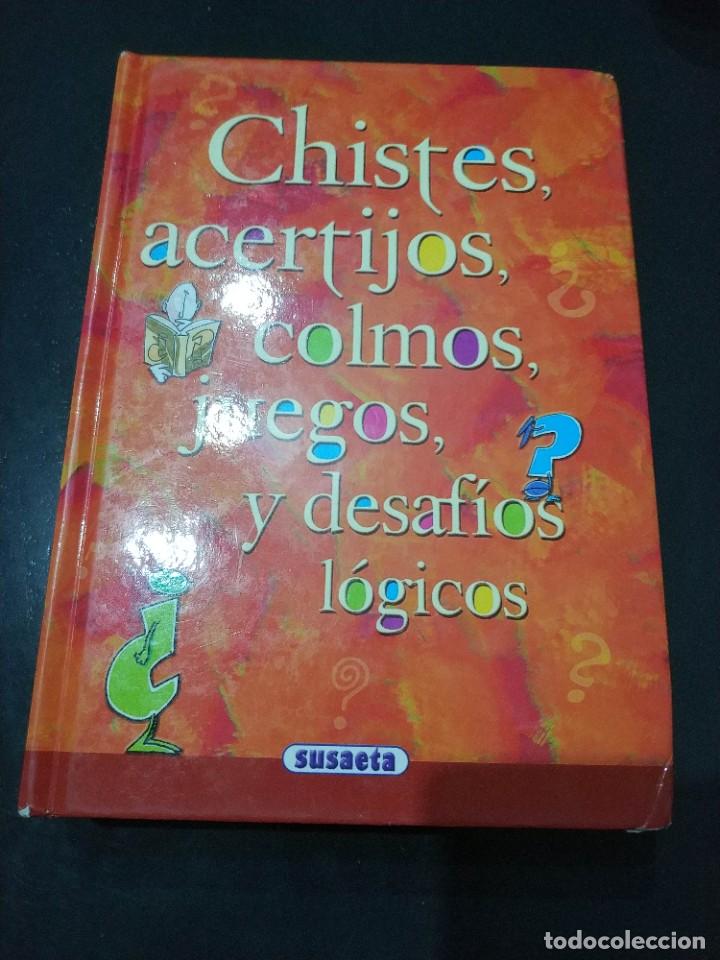 Chistes,
acertijos,
colmos,
juegos,
y desafíos
lógicos
susaeta
todocoleccion